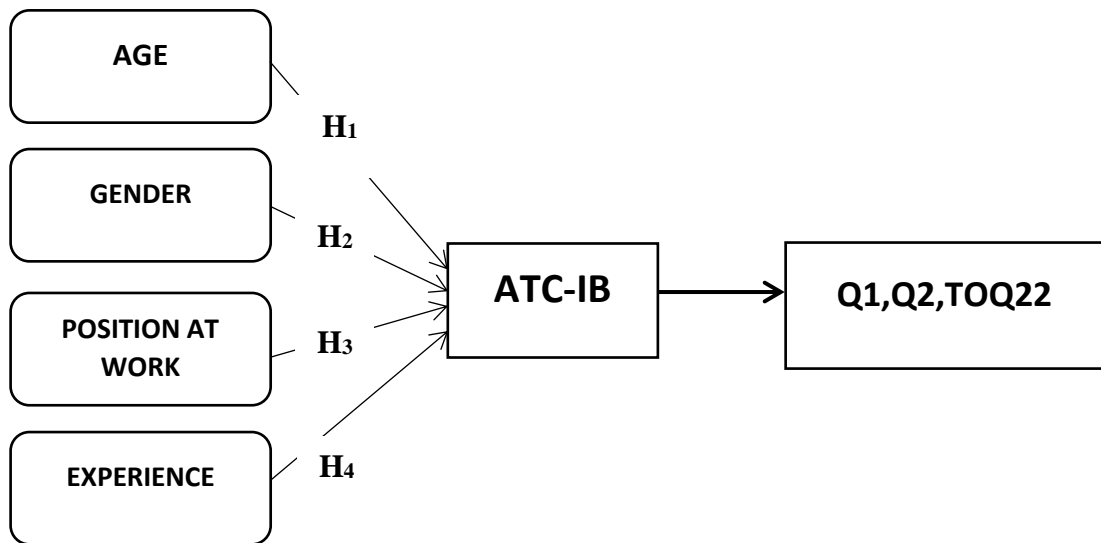 AGE
H1
GENDER
H2
ATC-IB
Q1,Q2,TOQ22
POSITION AT
WORK
H3
EXPERIENCE
H4